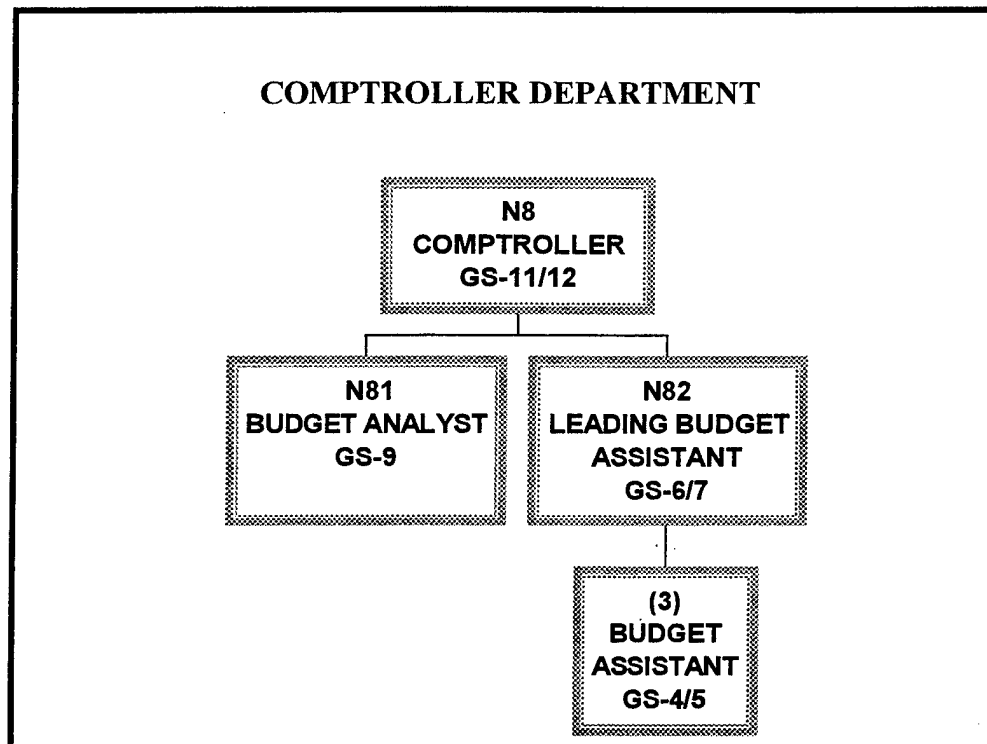 COMPTROLLER DEPARTMENT
N8
COMPTROLLER
GS-11/12
N81
BUDGET ANALYST
GS-9
N82
LEADING BUDGET
ASSISTANT
GS-6/7
(3)
BUDGET
ASSISTANT
GS-4/5